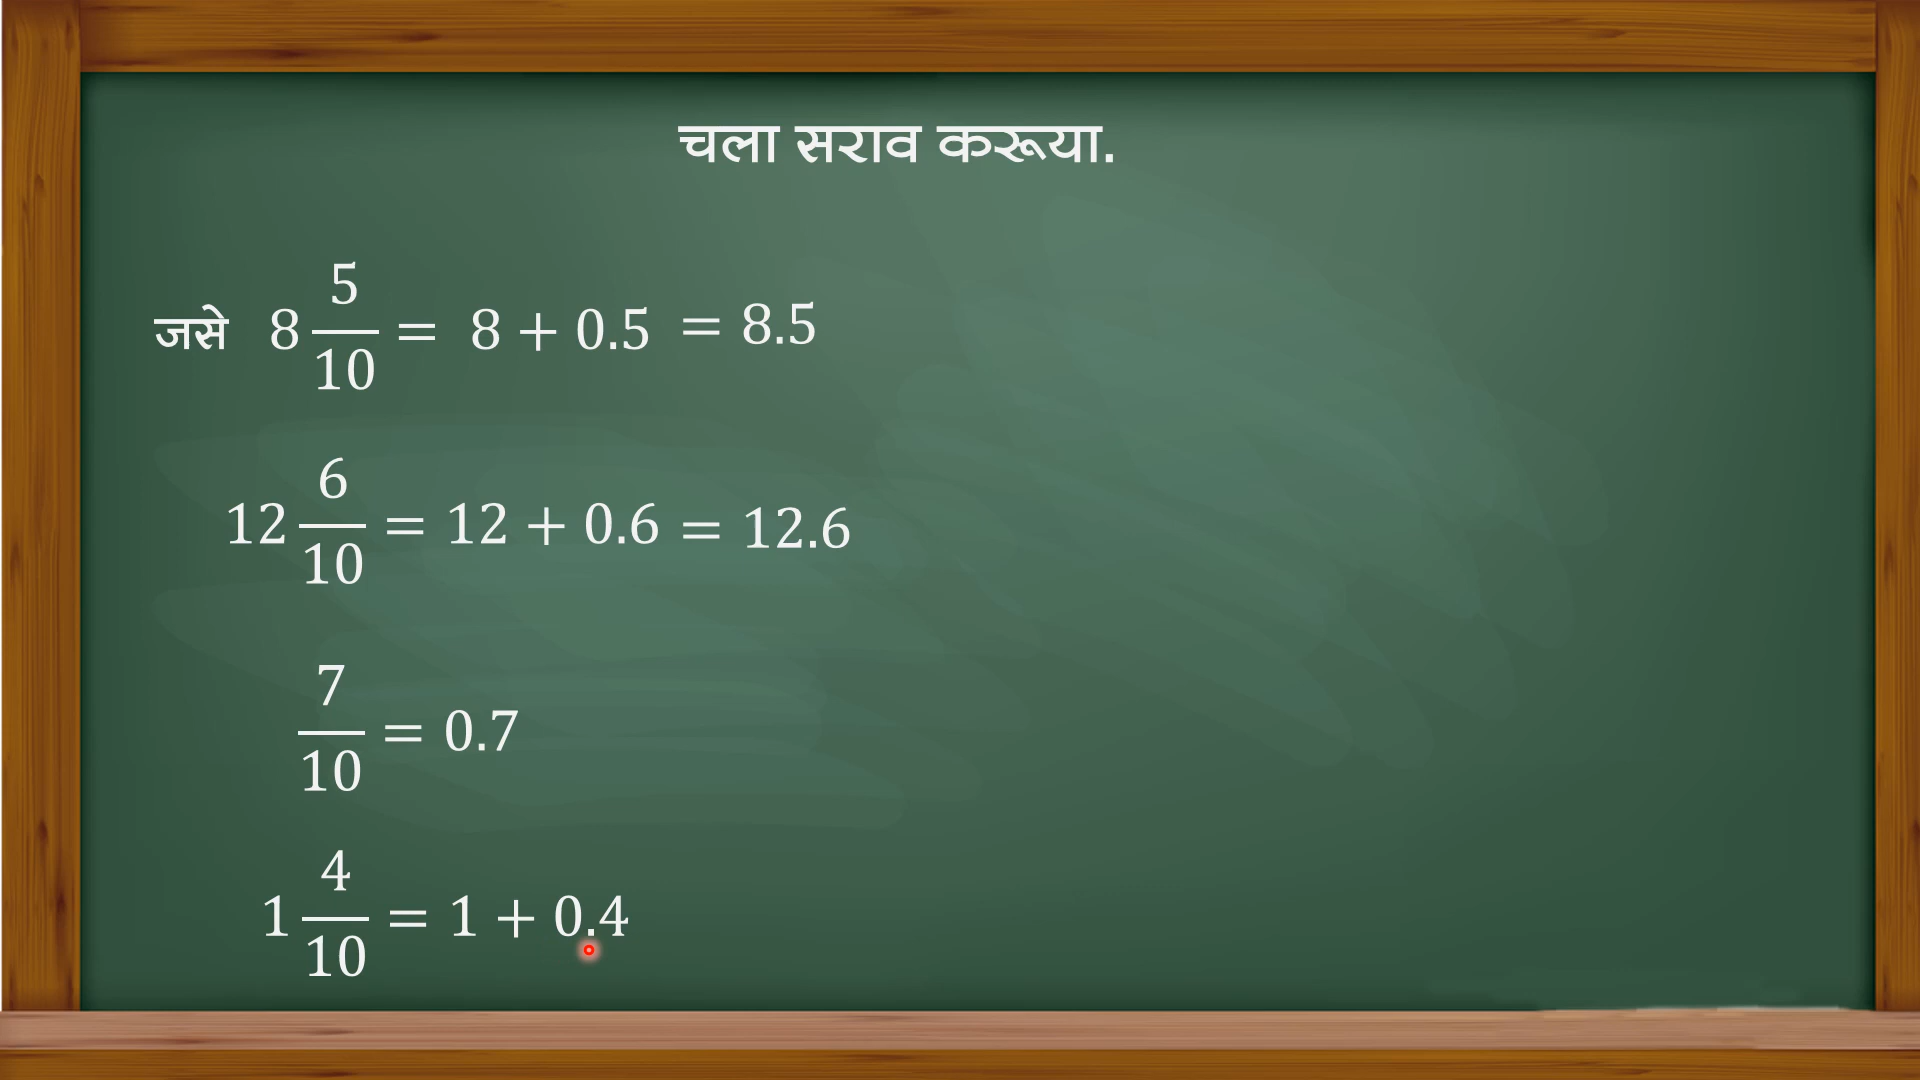 चला सराव करूया.
जसे 8 5/10 = 8 + 0.5 = 8.5
12 6/10 = 12 + 0.6 = 12.6
7/10 = 0.7
1 4/10 = 1 + 0.4